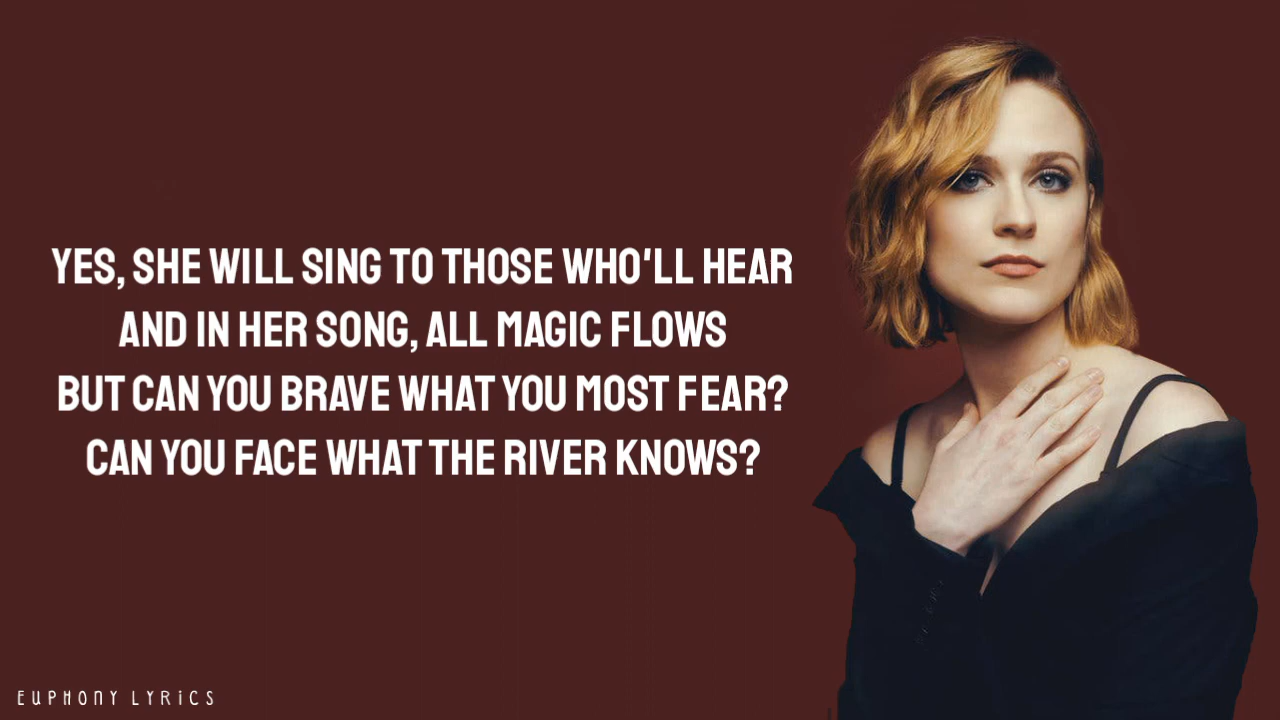 YES, SHE WILL SING TO THOSE WHO'LL HEAR
AND IN HER SONG, ALL MAGIC FLOWS
BUT CAN YOU BRAVE WHAT YOU MOST FEAR?
CAN YOU FACE WHAT THE RIVER KNOWS?
EUPHONY LYRiCS